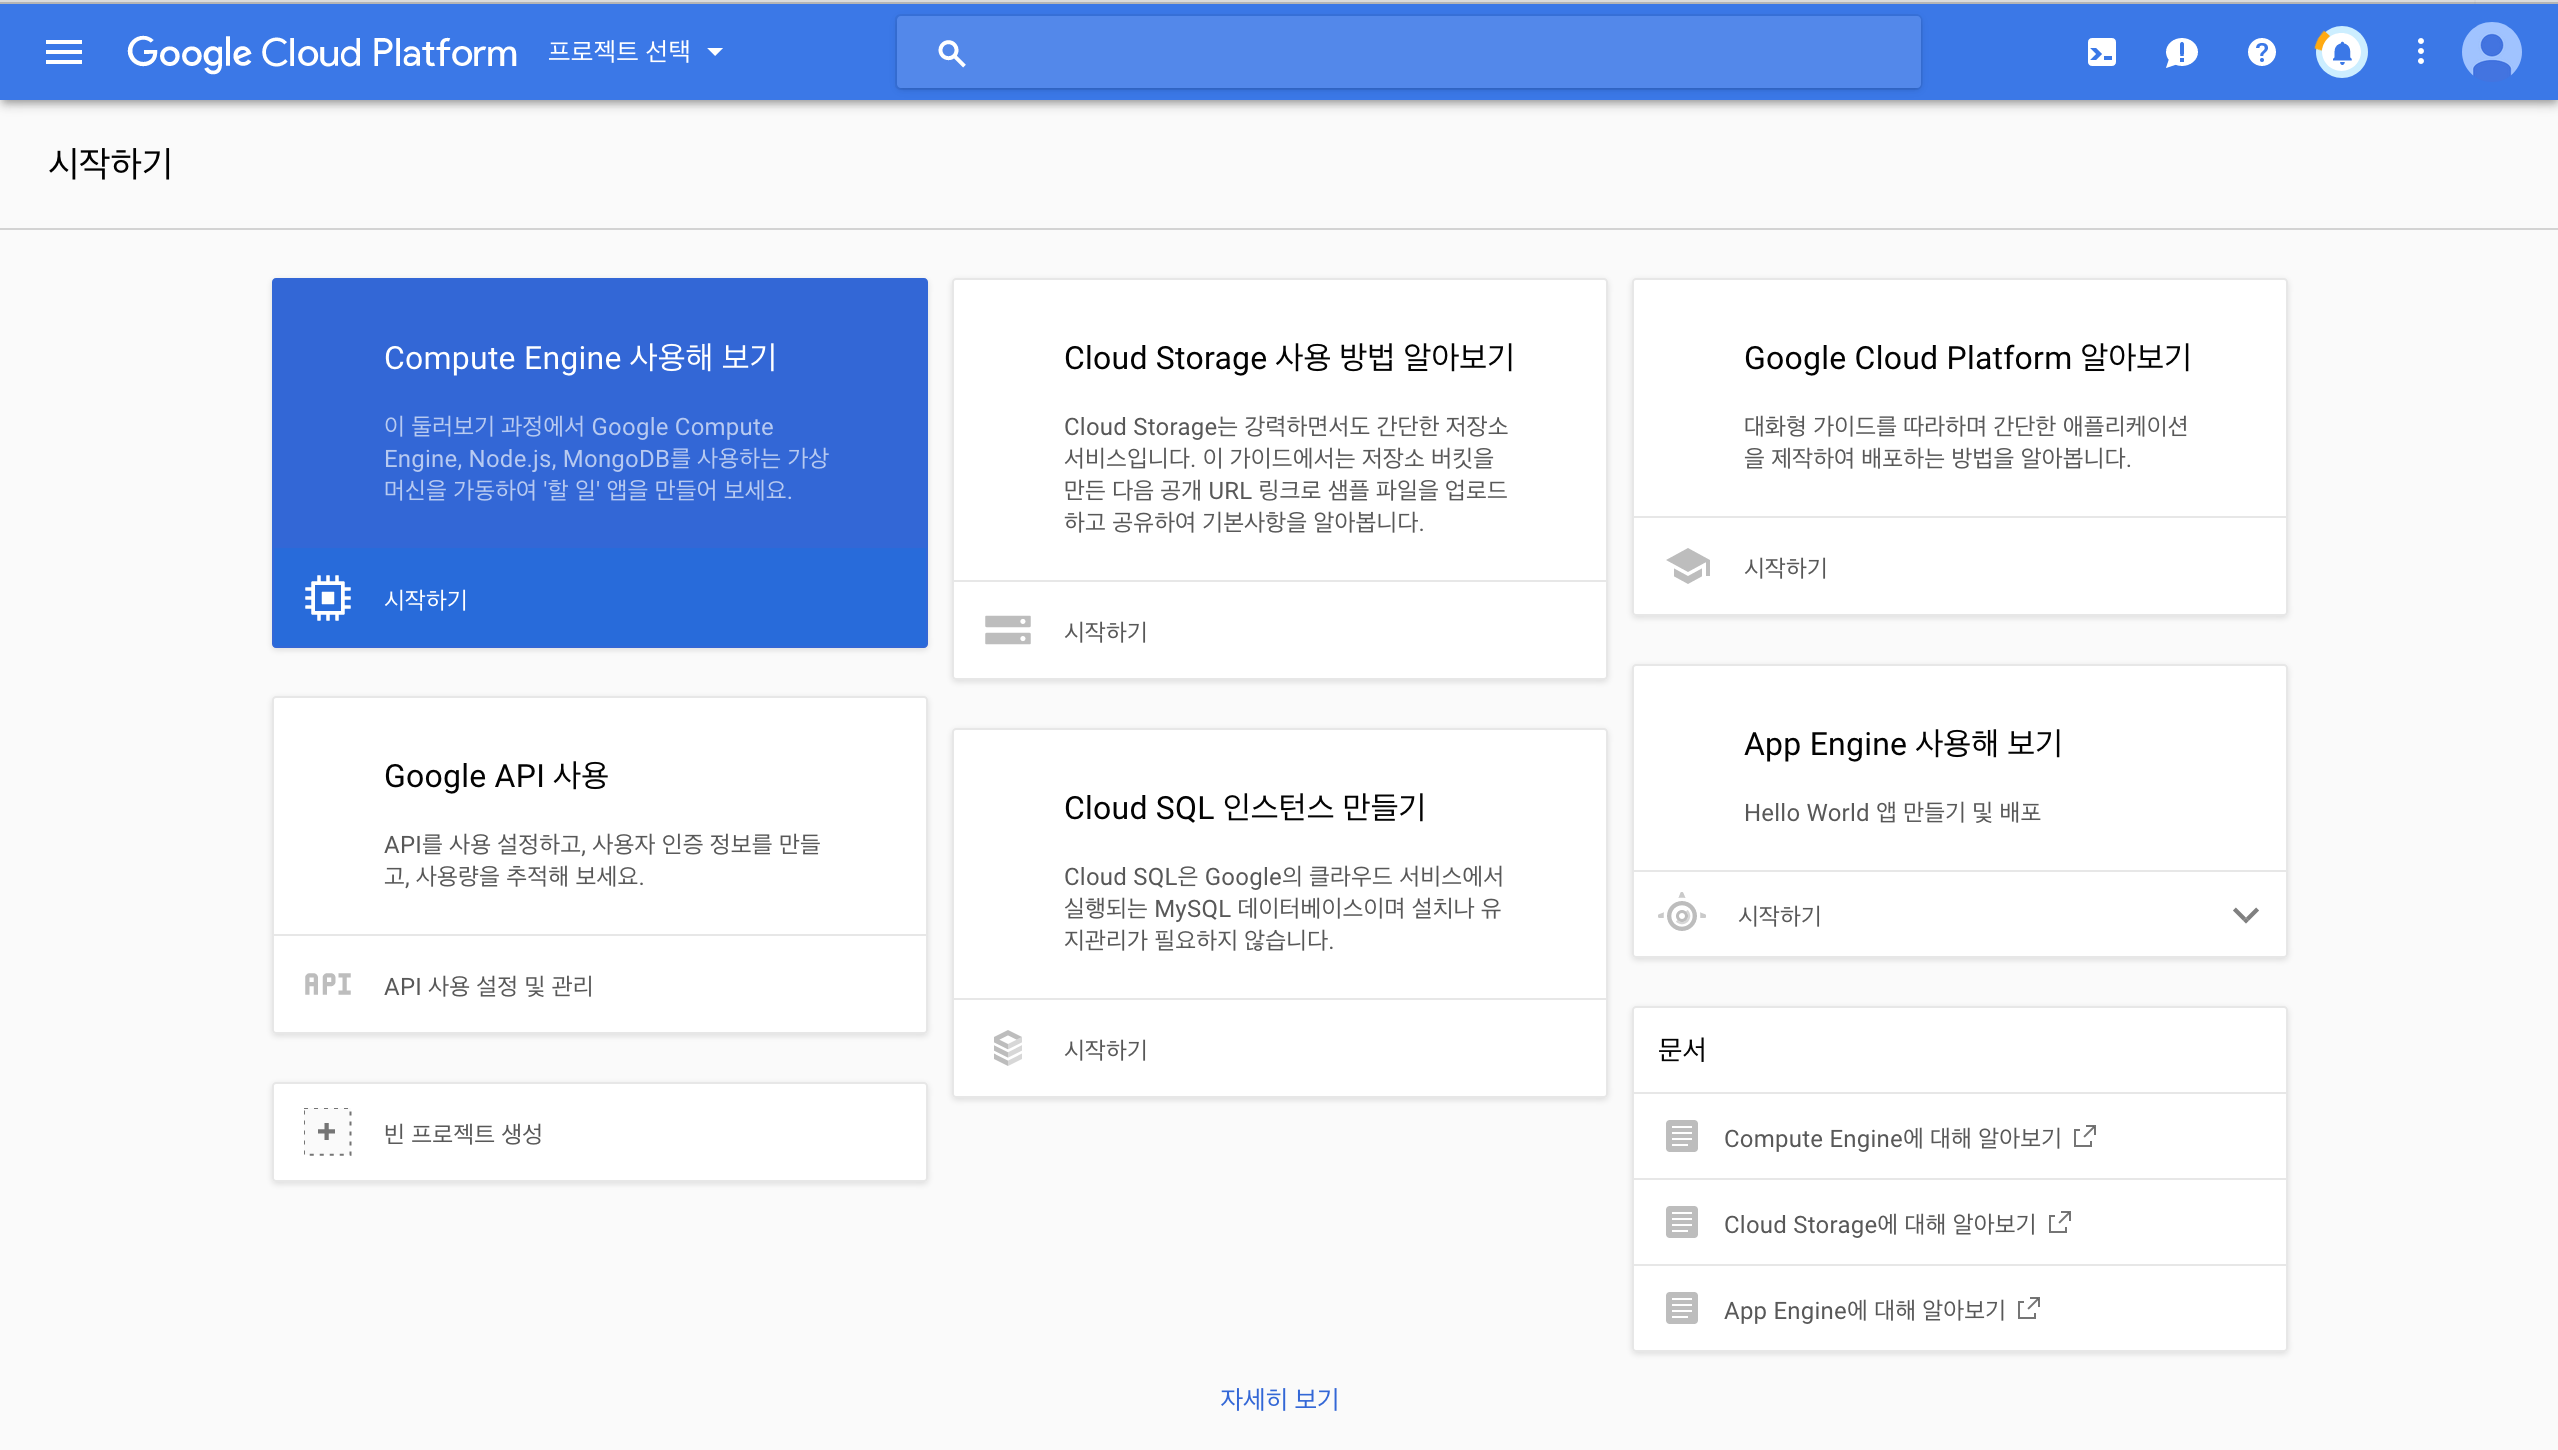 Google Cloud Platform 프로젝트 선택
시작하기
Compute Engine 사용해 보기
이 둘러보기 과정에서 Google Compute
Engine, Node.js, MongoDB를 사용하는 가상
머신을 가동하여 '할 일' 앱을 만들어 보세요.
시작하기
Google API 사용
API를 사용 설정하고, 사용자 인증 정보를 만들
고, 사용량을 추적해 보세요.
API
API 사용 설정 및 관리
빈 프로젝트 생성
Cloud Storage 사용 방법 알아보기
Cloud Storage는 강력하면서도 간단한 저장소
서비스입니다. 이 가이드에서는 저장소 버킷을
만든 다음 공개 URL 링크로 샘플 파일을 업로드
하고 공유하여 기본사항을 알아봅니다.
시작하기
Cloud SQL 인스턴스 만들기
Cloud SQL은 Google의 클라우드 서비스에서
실행되는 MySQL 데이터베이스이며 설치나 유
지관리가 필요하지 않습니다.
시작하기
Google Cloud Platform 알아보기
대화형 가이드를 따라하며 간단한 애플리케이션
을 제작하여 배포하는 방법을 알아봅니다.
시작하기
App Engine 사용해 보기
Hello World 앱 만들기 및 배포
시작하기
문서
Compute Engine에 대해 알아보기
Cloud Storage에 대해 알아보기
App Engine에 대해 알아보기
자세히 보기